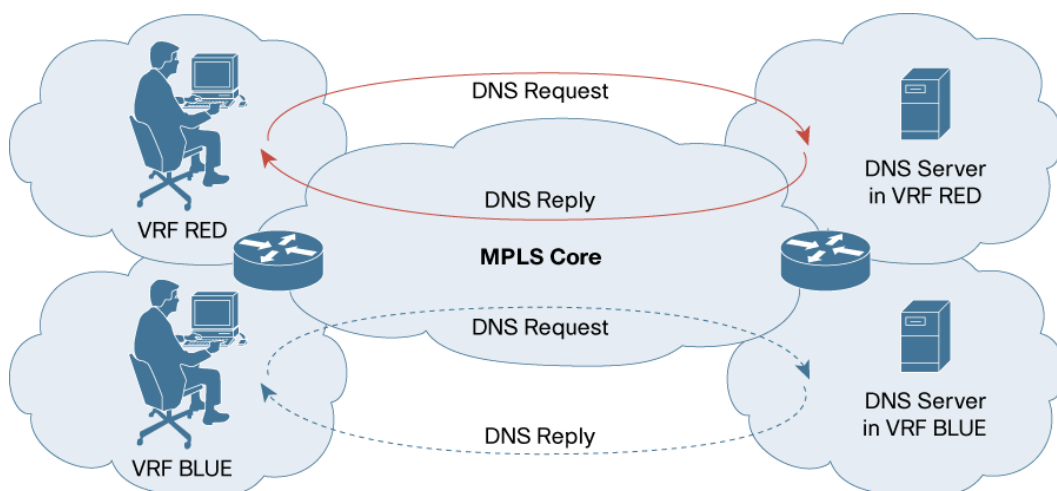 DNS Request
DNS Server
in VRF RED
DNS Reply
VRF RED
MPLS Core
DNS Request
DNS Server
in VRF BLUE
DNS Reply
VRF BLUE